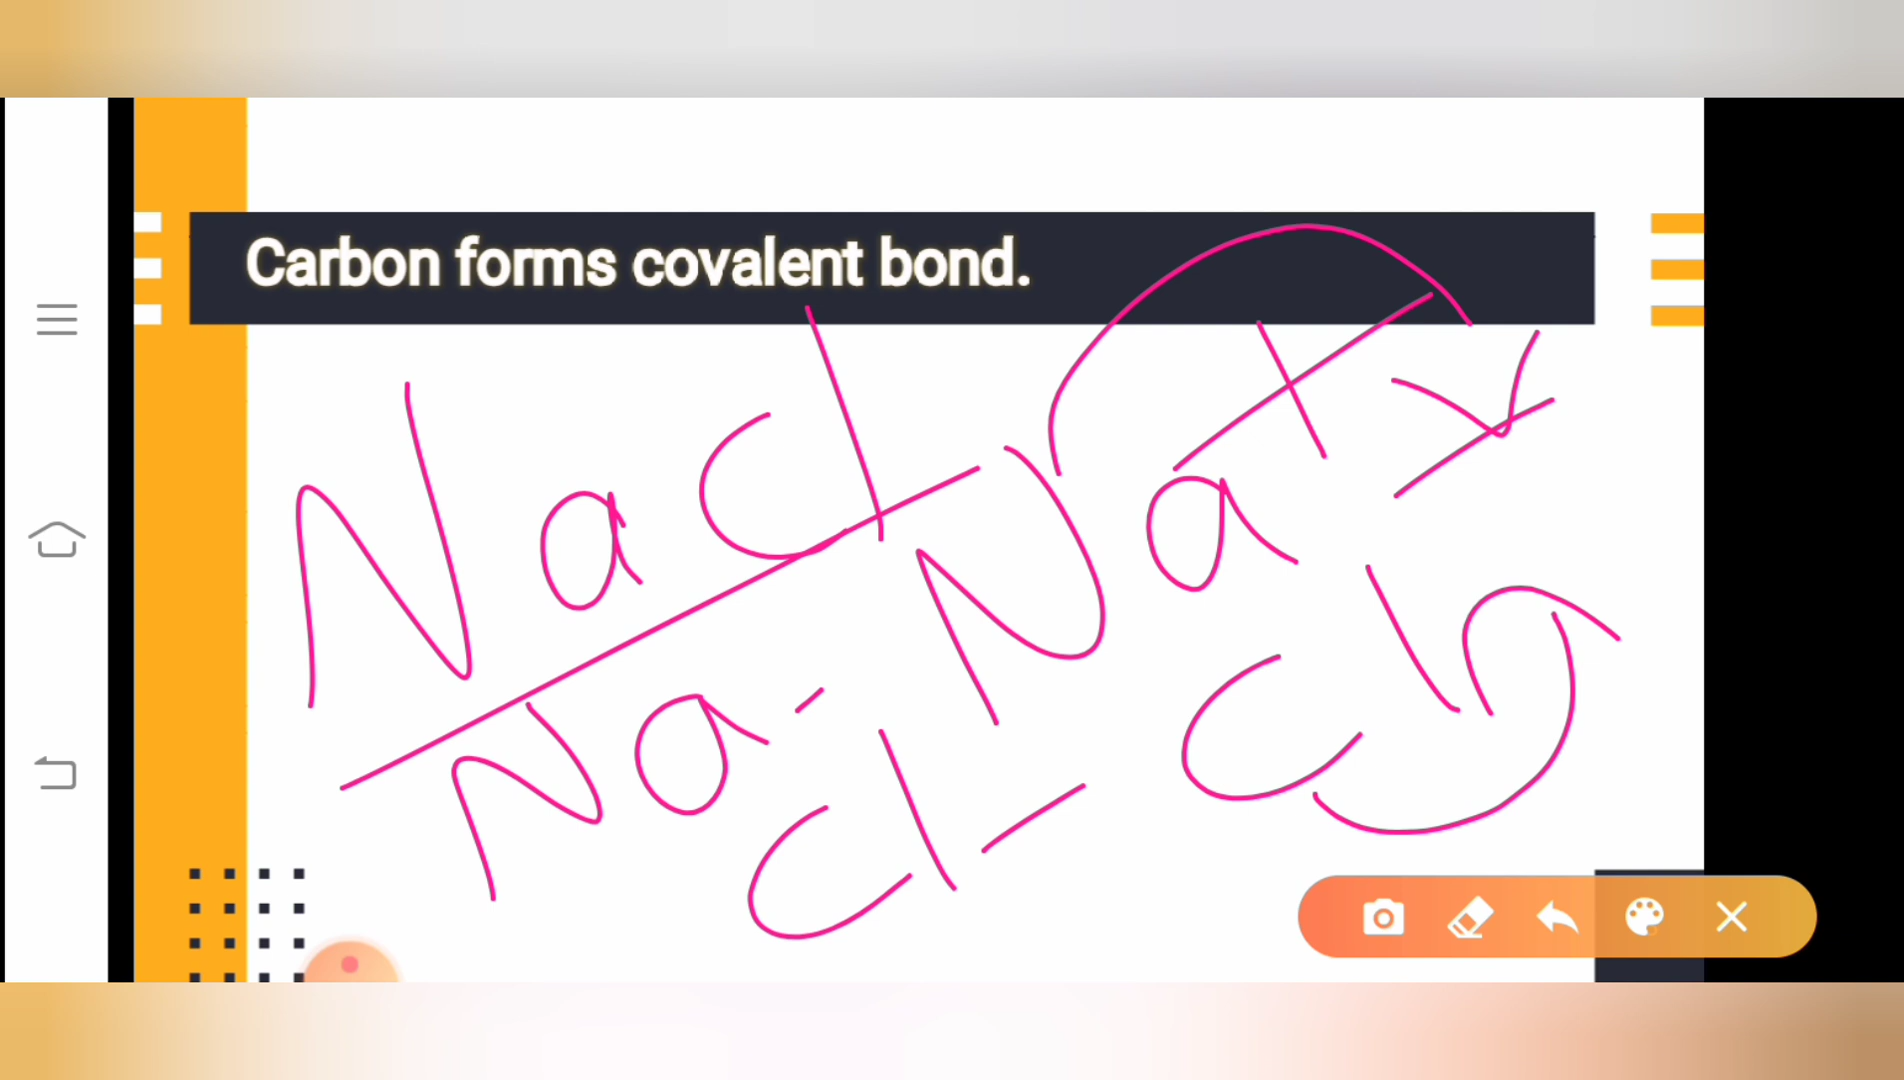 Carbon forms covalent bond.
NaCl
Na +
Na -
Cl -
Cl